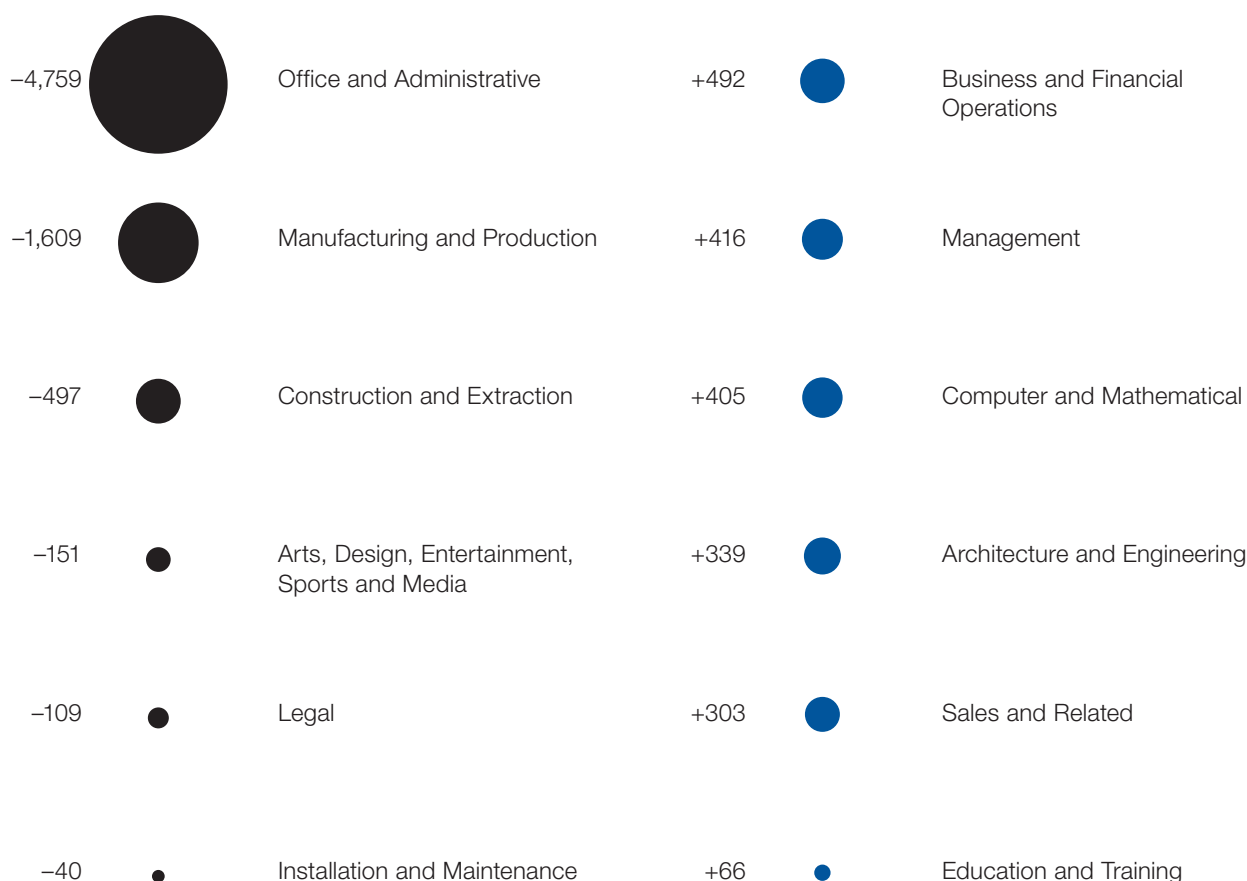 –4,759 Office and Administrative +492 Business and Financial
Operations
–1,609 Manufacturing and Production +416 Management
–497 Construction and Extraction +405 Computer and Mathematical
–151 Arts, Design, Entertainment, +339 Architecture and Engineering
Sports and Media
–109 Legal +303 Sales and Related
–40 Installation and Maintenance +66 Education and Training